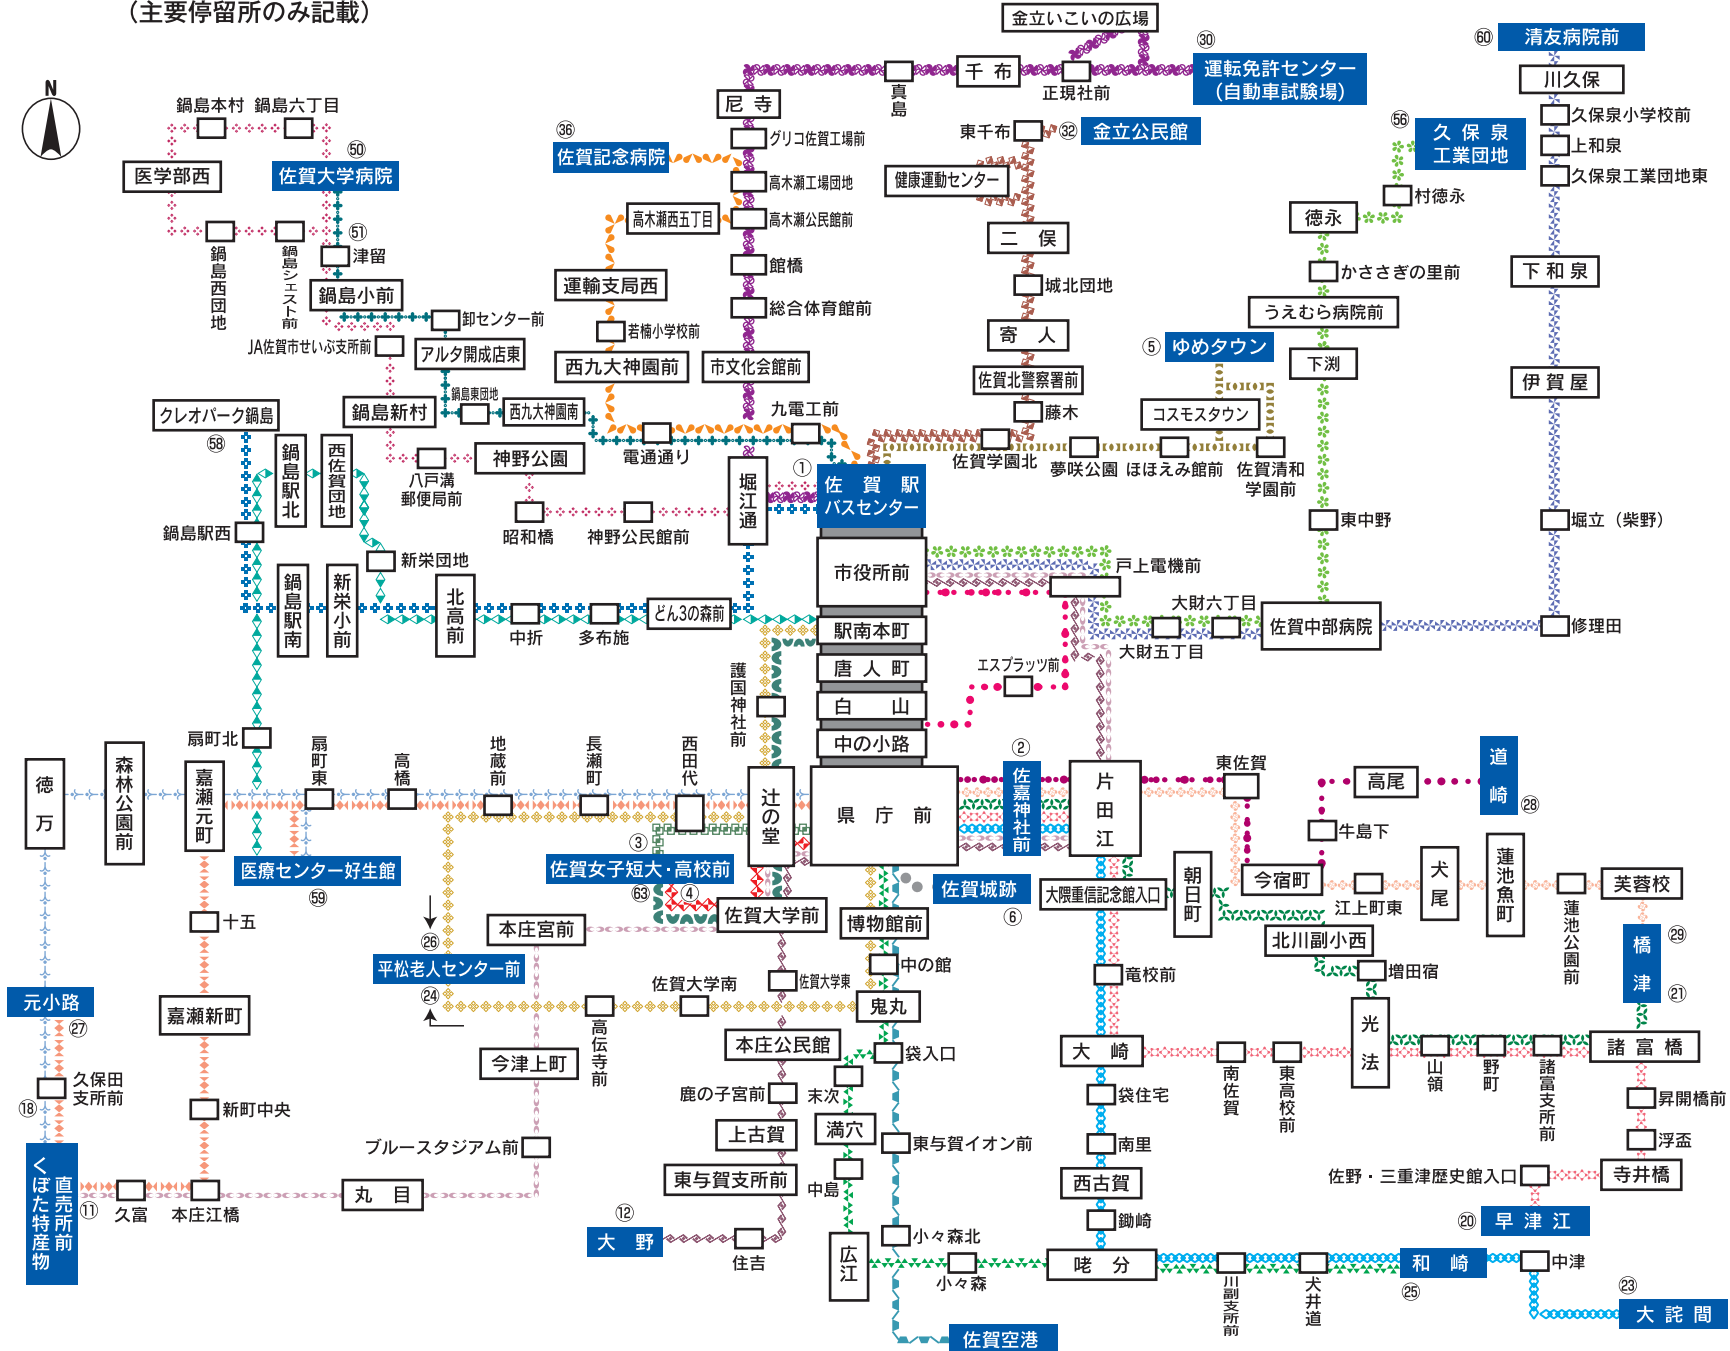 (主要停留所のみ記載)
N
金立いこいの広場
㉚
運転免許センター
(自動車試験場)
㊱
清友病院前
川久保
久保泉小学校前
上和泉
久保泉工業団地東
56
久保泉
工業団地
村徳永
徳永
かささぎの里前
うえむら病院前
下渕
下和泉
伊賀屋
東中野
堀立(柴野)
修理田
千布
正現社前
真島
尼寺
グリコ佐賀工場前
高木瀬工場団地
高木瀬公民館前
高木瀬西五丁目
佐賀記念病院
運輸支局西
若楠小学校前
西九大神園前
館橋
総合体育館前
市文化会館前
九電工前
電通通り
東千布
㉜
金立公民館
健康運動センター
二俣
城北団地
寄人
佐賀北警察署前
藤木
佐賀学園北
⑤
ゆめタウン
コスモスタウン
夢咲公園
ほほえみ館前
佐賀清和
学園前
鍋島本村
鍋島六丁目
㊿
佐賀大学病院
医学部西
51
津留
鍋島西団地
鍋島シェスト前
鍋島小前
卸センター前
JA佐賀市せいぶ支所前
アルタ開成店東
鍋島東団地
西九大神園南
鍋島新村
クレオパーク鍋島
58
鍋島駅北
西佐賀団地
八戸溝
郵便局前
神野公園
昭和橋
神野公民館前
鍋島駅西
新栄団地
鍋島駅南
新栄小前
北高前
中折
多布施
どん3の森前
堀江通
①
佐賀駅
バスセンター
市役所前
駅南本町
唐人町
白山
中の小路
県庁前
戸上電機前
大財六丁目
大財五丁目
佐賀中部病院
エスプラッツ前
護国神社前
扇町北
徳万
森林公園前
嘉瀬元町
扇町東
高橋
地蔵前
長瀬町
西田代
辻の堂
②
佐嘉神社前
片田江
東佐賀
高尾
道崎
㉘
牛島下
今宿町
江上町東
犬尾
蓮池魚町
蓮池公園前
芙蓉校
㉙
橋津
㉑
医療センター好生館
59
③
佐賀女子短大・高校前
63
④
佐賀大学前
佐賀城跡
⑥
博物館前
中の館
大隈重信記念館入口
朝日町
北川副小西
増田宿
竜校前
光法
十五
本庄宮前
㉖
平松老人センター前
㉔
佐賀大学南
佐賀大学東
鬼丸
元小路
㉗
嘉瀬新町
高伝寺前
本庄公民館
袋入口
今津上町
大崎
南佐賀
東高校前
山領
野町
諸富支所前
諸富橋
久保田
支所前
⑱
新町中央
鹿の子宮前
末次
袋住宅
昇開橋前
ブルースタジアム前
上古賀
満穴
東与賀イオン前
南里
浮盃
くぼた特産物
直売所前
⑪
久富
本庄江橋
丸目
東与賀支所前
中島
西古賀
佐野・三重津歴史館入口
寺井橋
⑫
大野
住吉
広江
小々森北
小々森
鋤崎
咾分
⑳
早津江
川副支所前
犬井道
和崎
㉕
中津
㉓
大詫間
佐賀空港
60